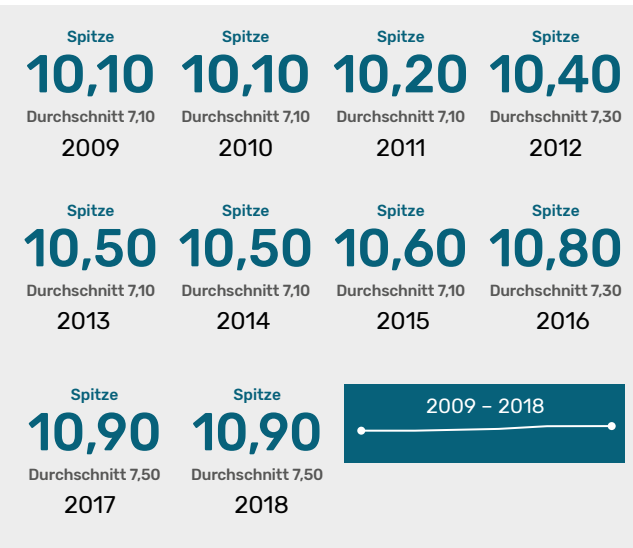 Spitze Spitze Spitze Spitze
10,10 10,10 10,20 10,40
Durchschnitt 7,10 Durchschnitt 7,10 Durchschnitt 7,10 Durchschnitt 7,30
2009 2010 2011 2012
Spitze Spitze Spitze Spitze
10,50 10,50 10,60 10,80
Durchschnitt 7,10 Durchschnitt 7,10 Durchschnitt 7,10 Durchschnitt 7,30
2013 2014 2015 2016
Spitze Spitze
10,90 10,90
Durchschnitt 7,50 Durchschnitt 7,50
2017 2018
2009 – 2018